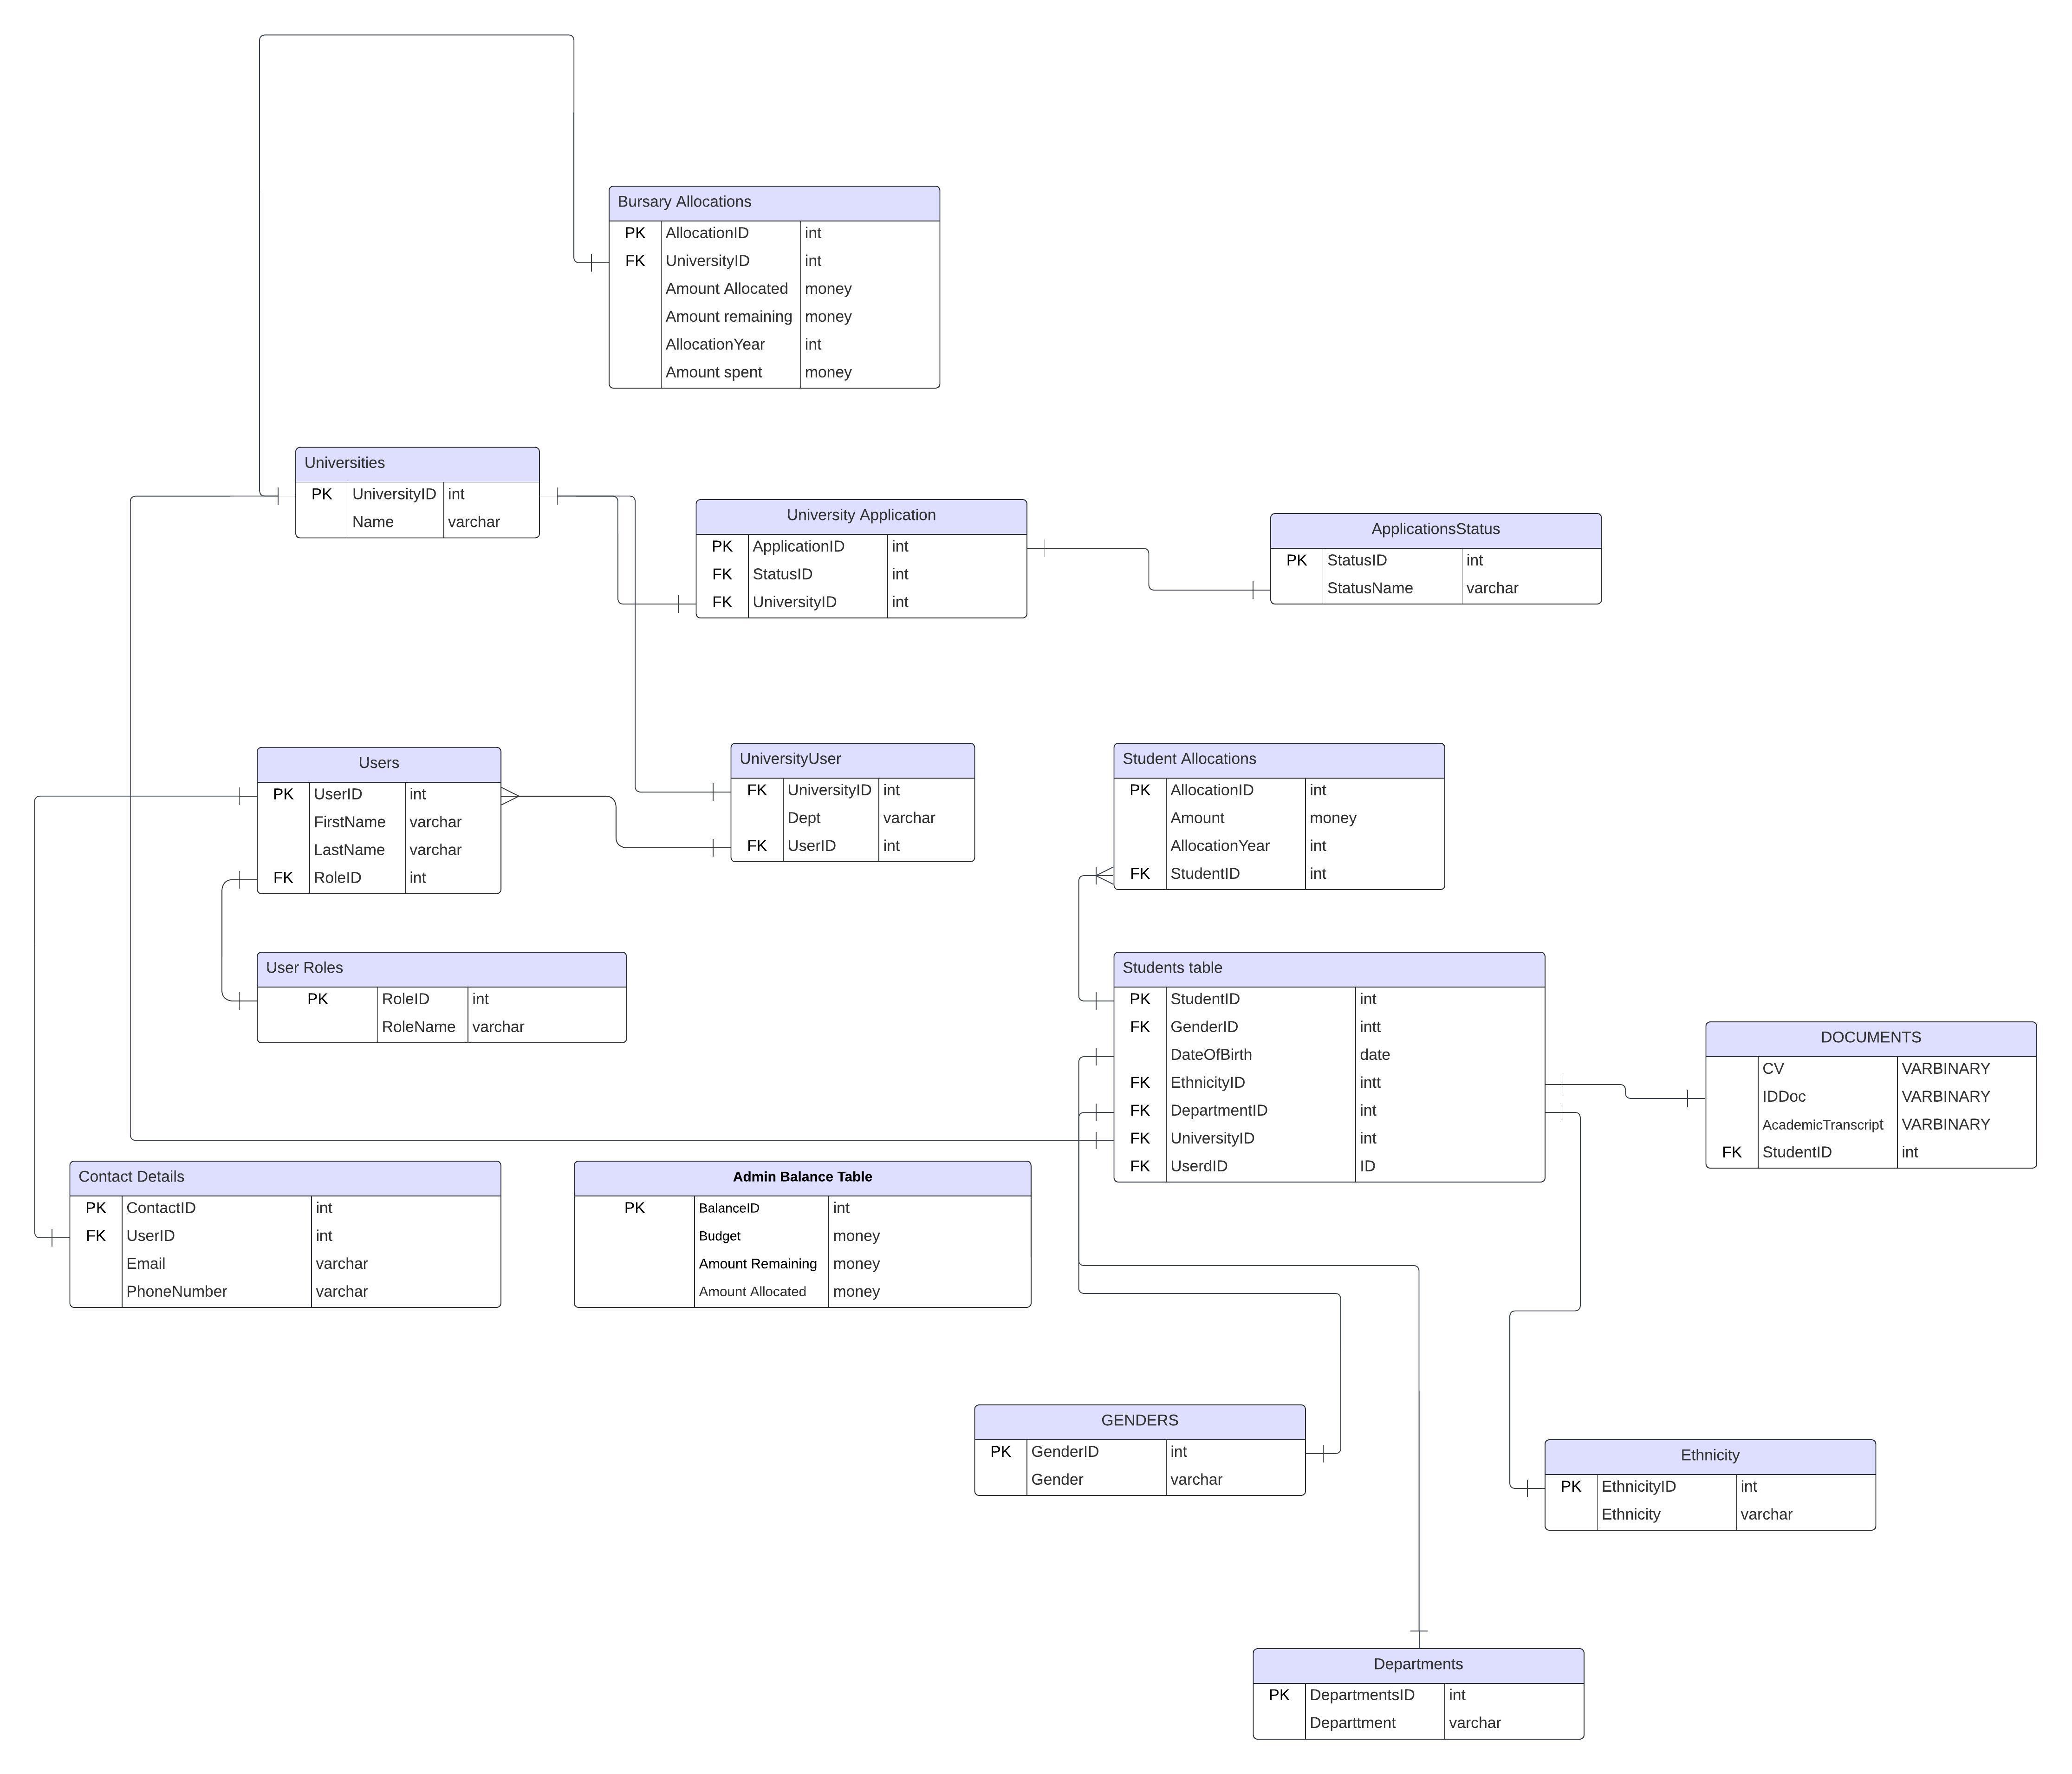 Bursary Allocations
PK AllocationID int
FK UniversityID int
Amount Allocated money
Amount remaining money
AllocationYear int
Amount spent money
Universities
PK UniversityID int
Name varchar
University Application
PK ApplicationID int
FK StatusID int
FK UniversityID int
ApplicationsStatus
PK StatusID int
StatusName varchar
Users
PK UserID int
FirstName varchar
LastName varchar
FK RoleID int
UniversityUser
FK UniversityID int
Dept varchar
FK UserID int
Student Allocations
PK AllocationID int
Amount money
AllocationYear int
FK StudentID int
User Roles
PK RoleID int
RoleName varchar
Students table
PK StudentID int
FK GenderID intt
DateOfBirth date
FK EthnicityID intt
FK DepartmentID int
FK UniversityID int
FK UserdID ID
DOCUMENTS
CV VARBINARY
IDDoc VARBINARY
AcademicTranscript VARBINARY
FK StudentID int
Contact Details
PK ContactID int
FK UserID int
Email varchar
PhoneNumber varchar
Admin Balance Table
PK BalanceID int
Budget money
Amount Remaining money
Amount Allocated money
GENDERS
PK GenderID int
Gender varchar
Ethnicity
PK EthnicityID int
Ethnicity varchar
Departments
PK DepartmentsID int
Departtment varchar